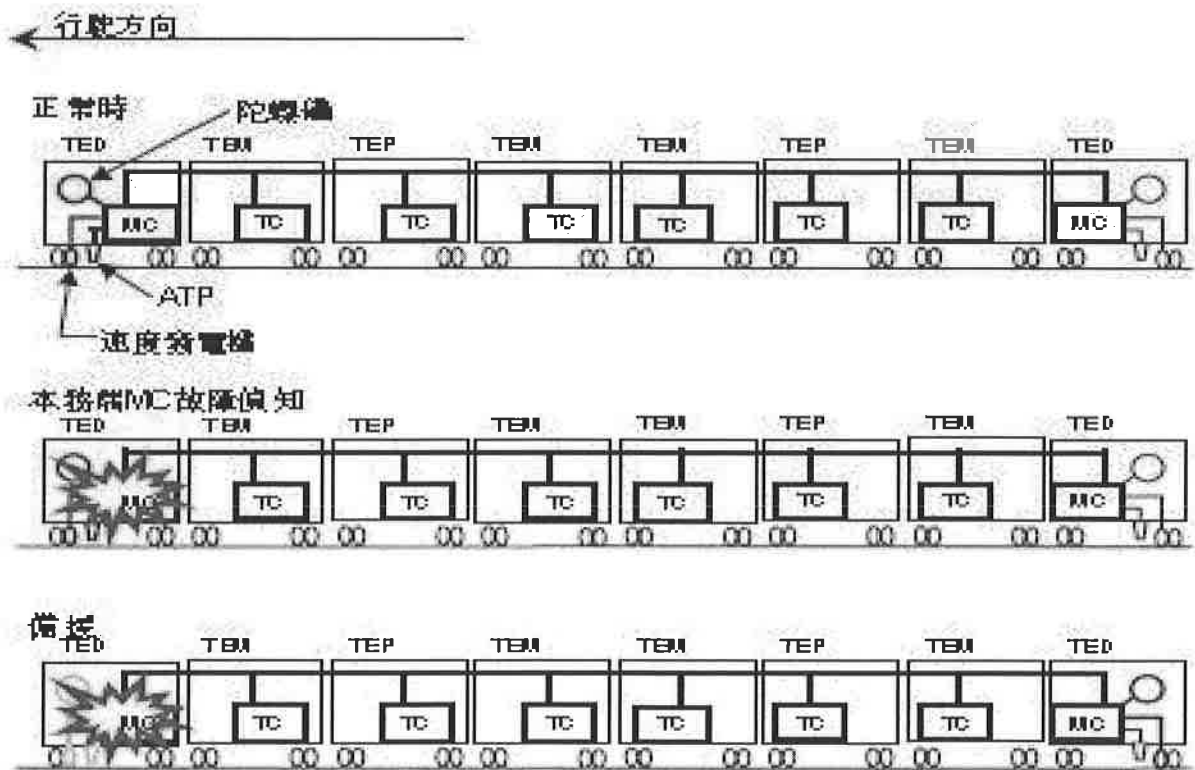 行駛方向
正常時
陀螺儀
TED TEM TEP TEM TEM TEP TEM TED
MC TC TC TC TC TC TC MC
ATP
速度發電機
本務端MC故障偵知
TED TEM TEP TEM TEM TEP TEM TED
MC TC TC TC TC TC TC MC
備援
TED TEM TEP TEM TEM TEP TEM TED
MC TC TC TC TC TC TC MC